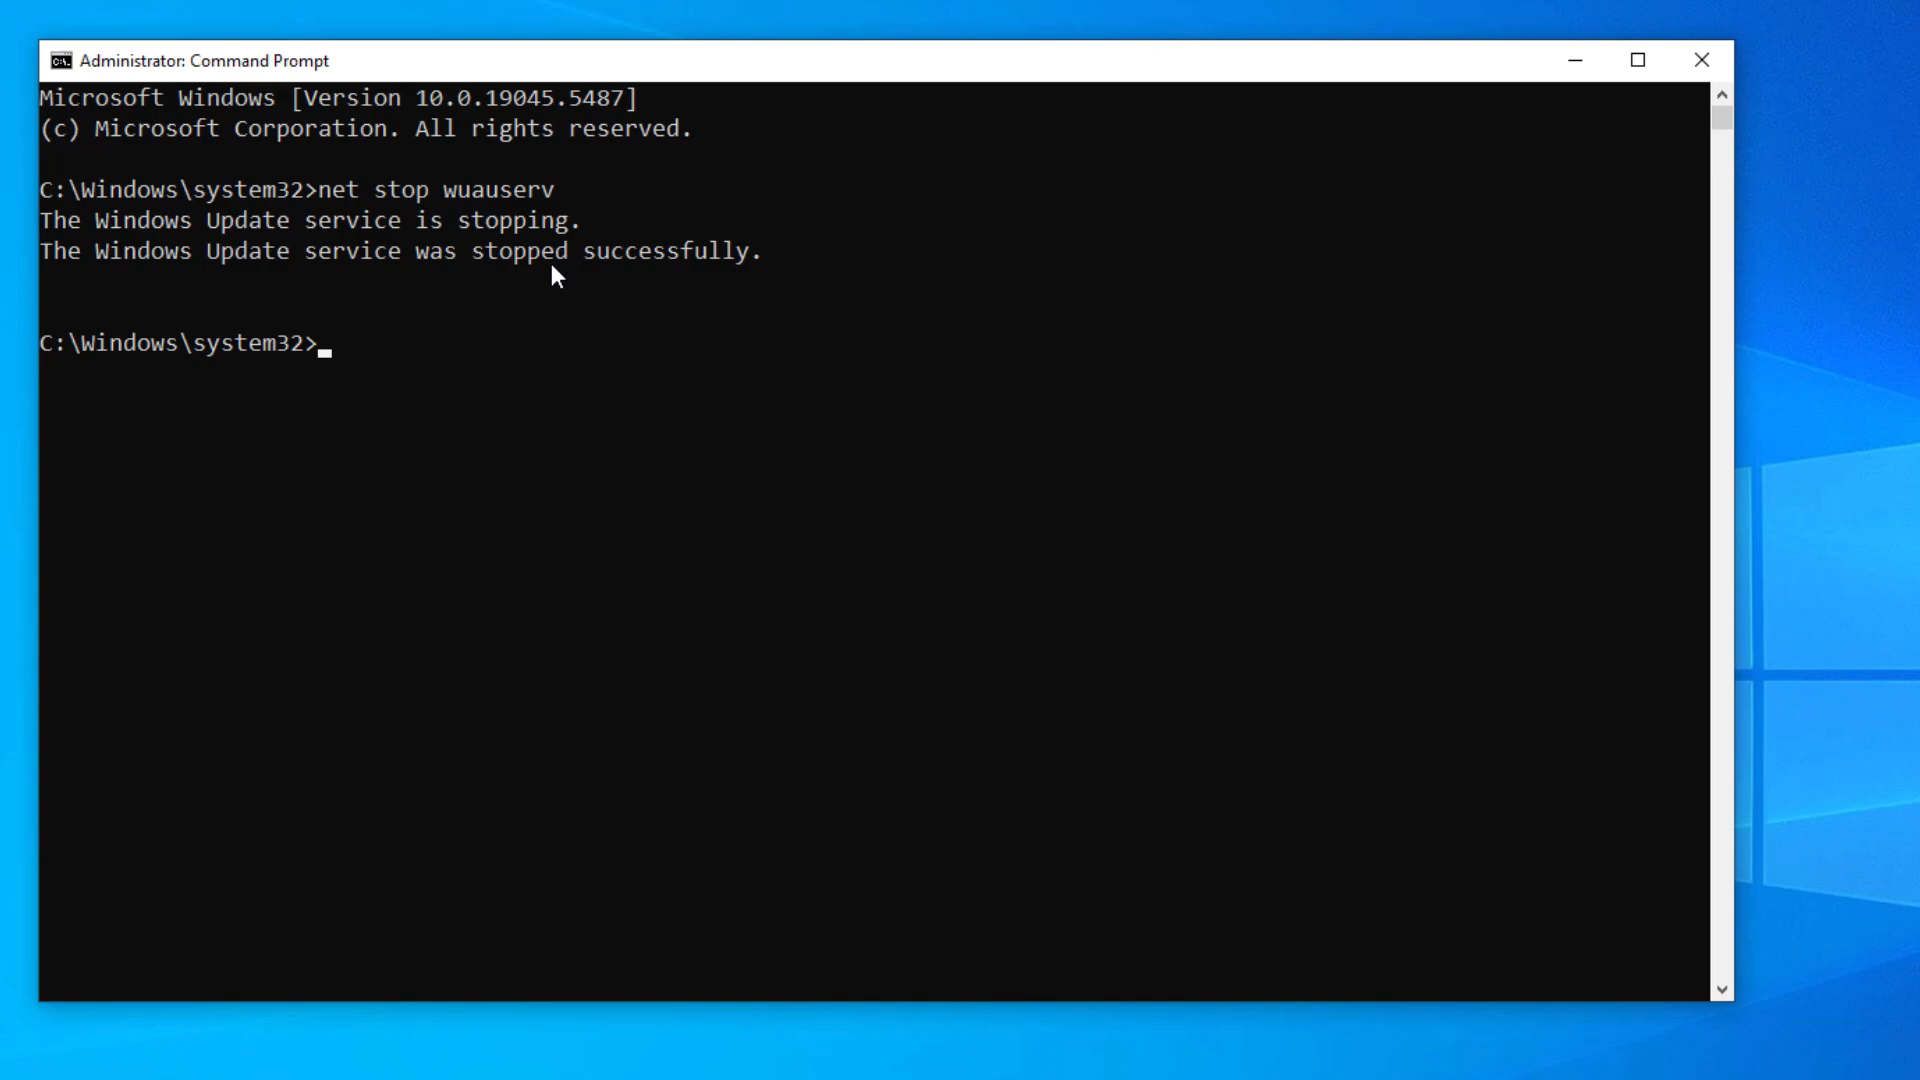 Administrator: Command Prompt
Microsoft Windows [Version 10.0.19045.5487]
(c) Microsoft Corporation. All rights reserved.
C:\Windows\system32>net stop wuauserv
The Windows Update service is stopping.
The Windows Update service was stopped successfully.
C:\Windows\system32>